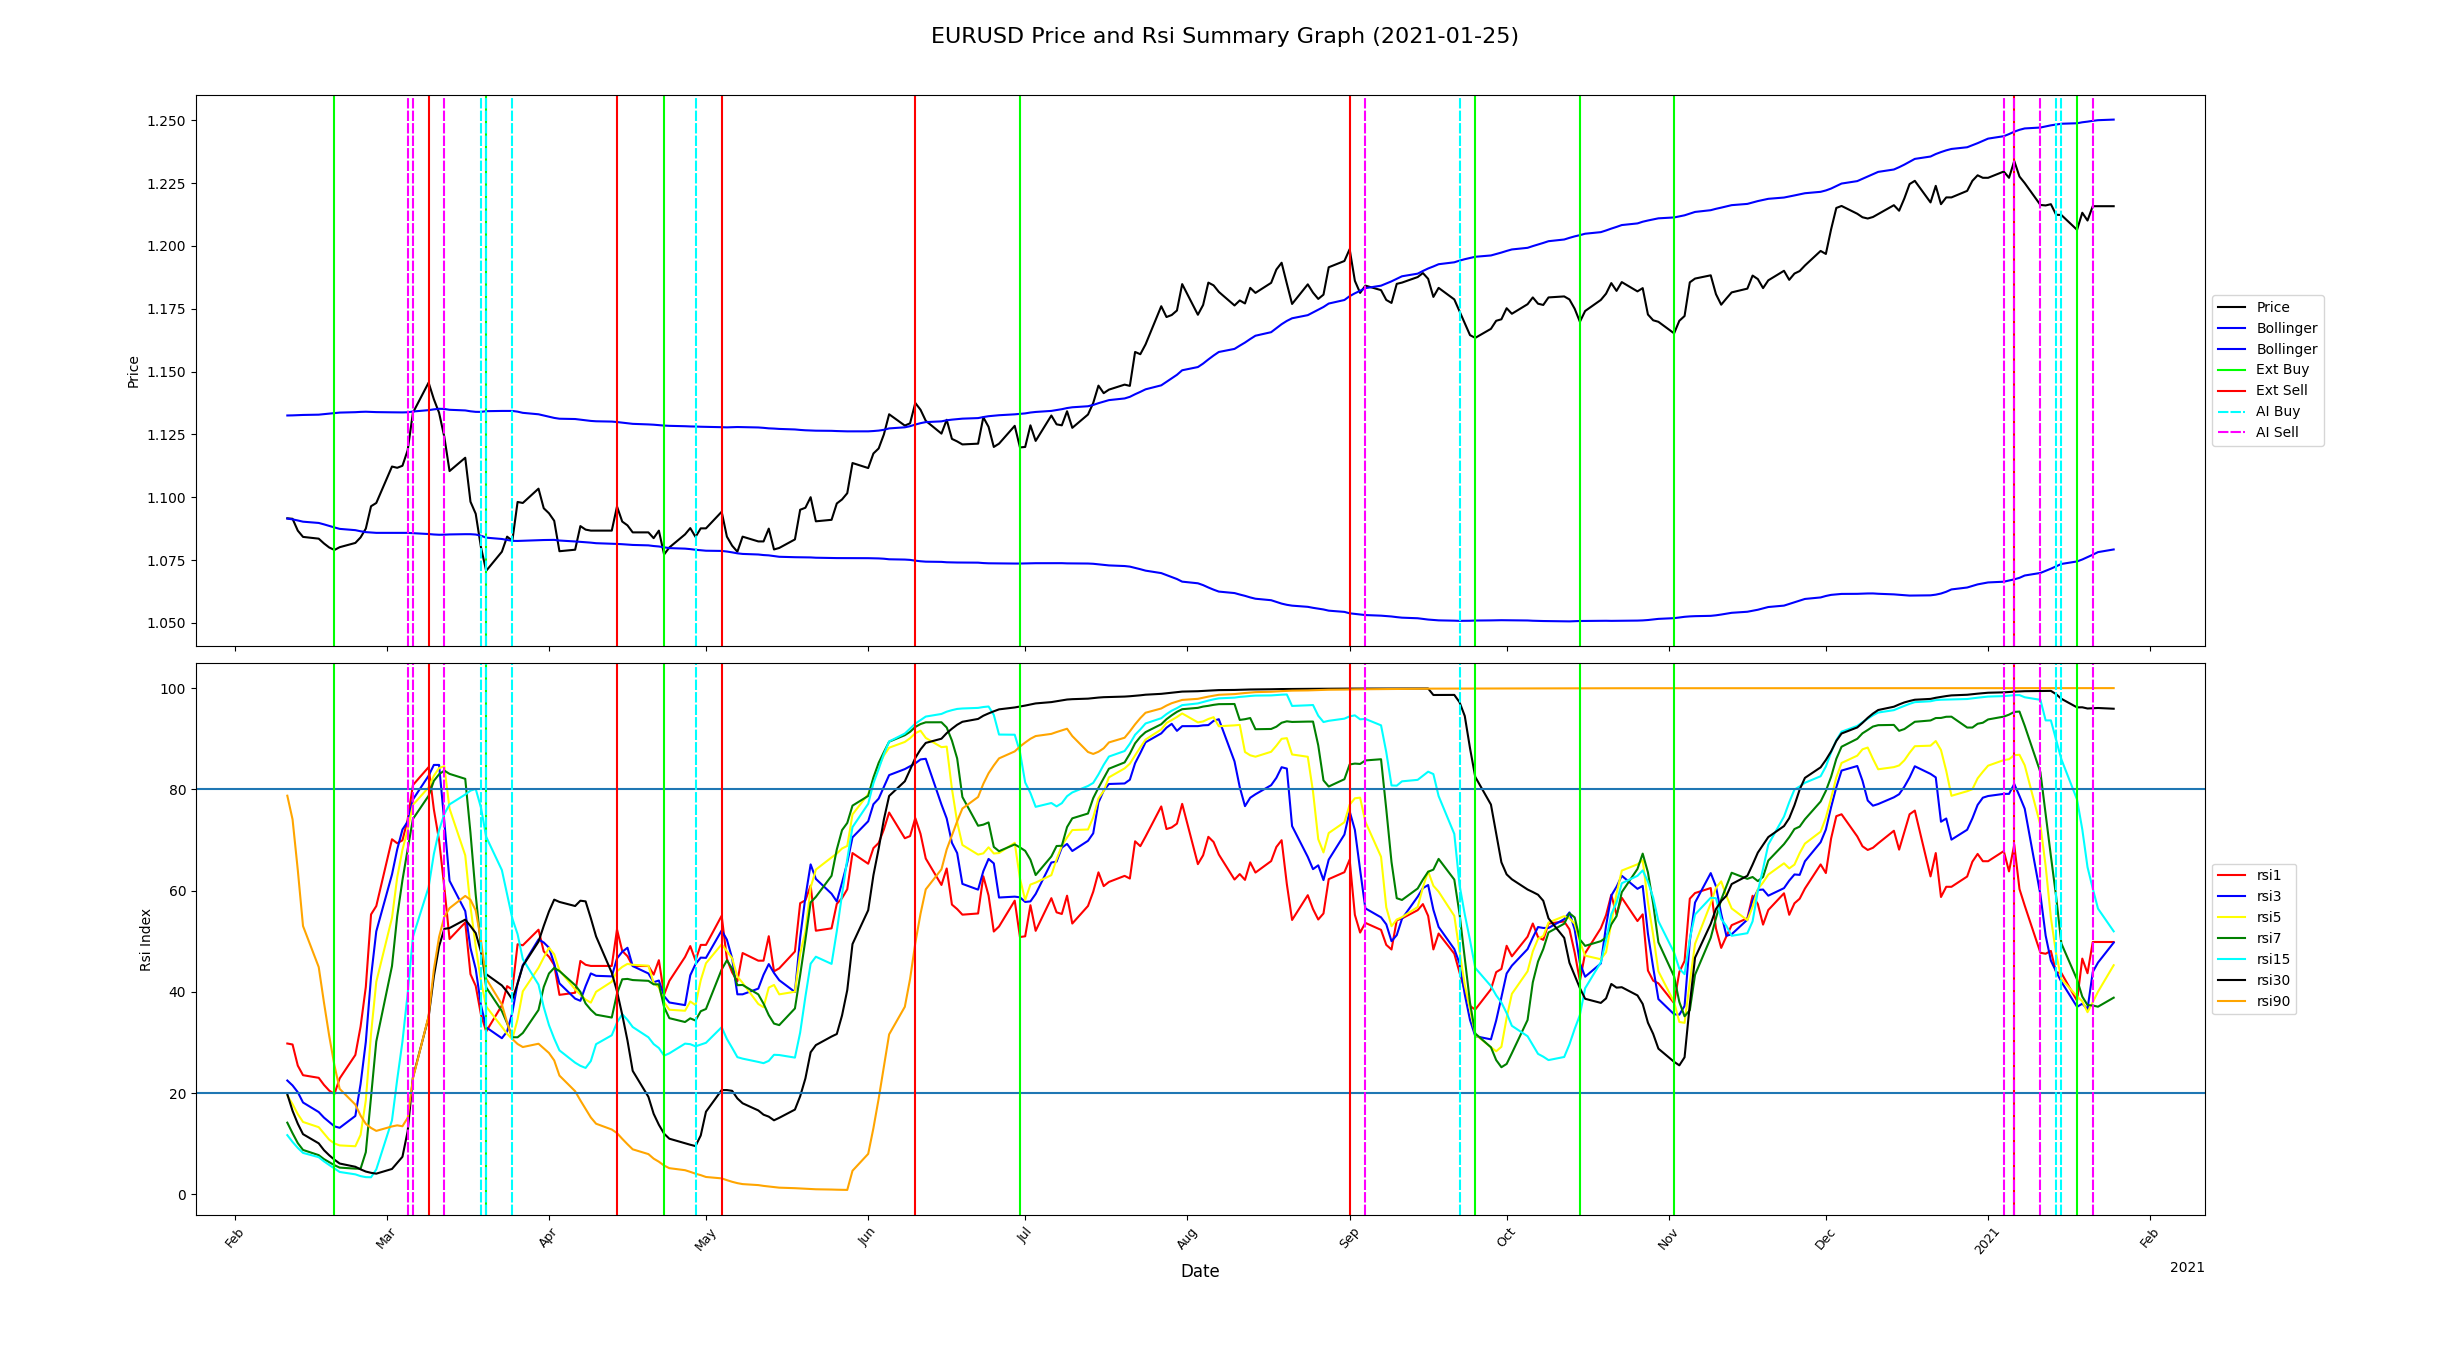 EURUSD Price and Rsi Summary Graph (2021-01-25)
1.250
1.225
1.200
1.175
1.150
1.125
1.100
1.075
1.050
Price
Price
Bollinger
Bollinger
Ext Buy
Ext Sell
AI Buy
AI Sell
100
80
60
40
20
0
Rsi Index
rsi1
rsi3
rsi5
rsi7
rsi15
rsi30
rsi90
Feb
Mar
Apr
May
Jun
Jul
Aug
Sep
Oct
Nov
Dec
2021
Feb
Date
2021